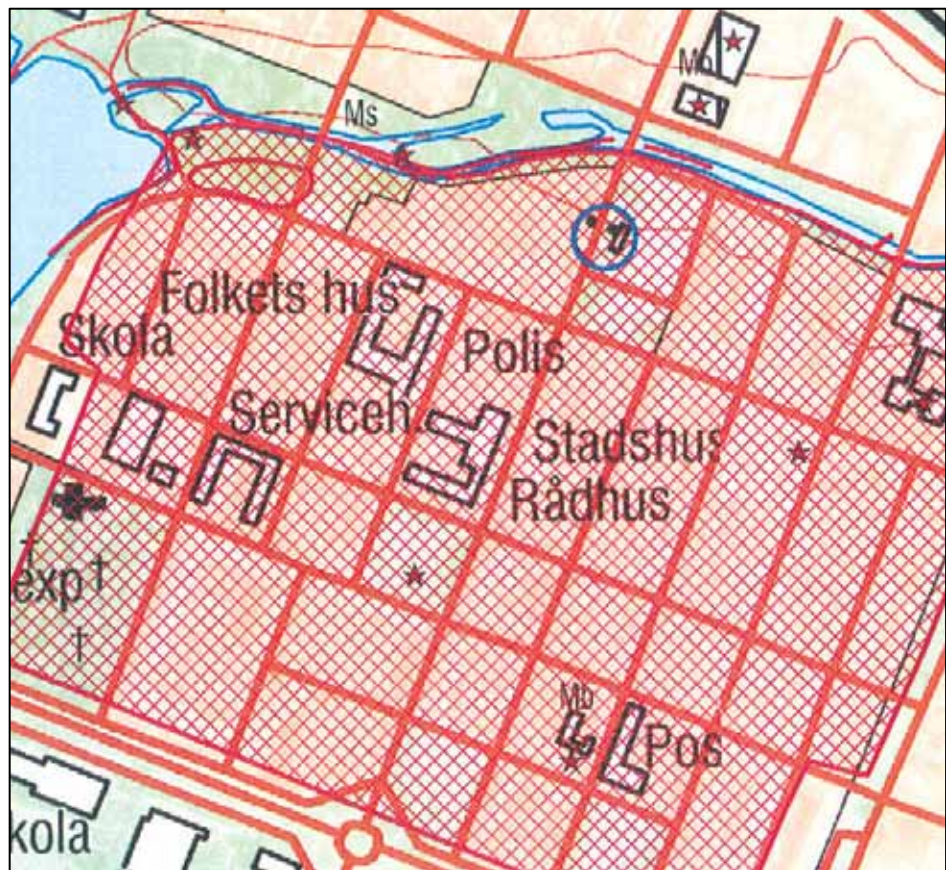 Mb
Ms
Folkets hus
Skola
Polis
Serviceh.
Stadshus
Rådhus
exp
Mb
Pos
kola